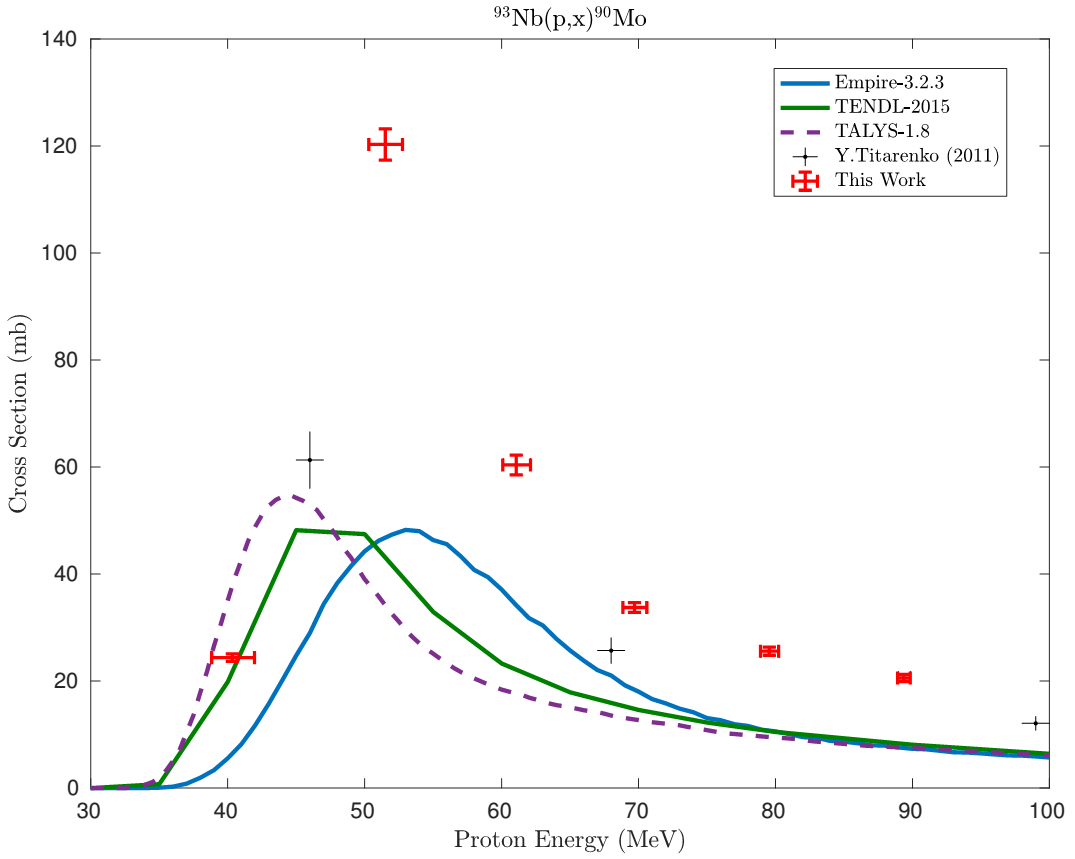 ⁹³Nb(p,x)⁹⁰Mo
140
120
100
80
60
40
20
0
Cross Section (mb)
30 40 50 60 70 80 90 100
Proton Energy (MeV)
Empire-3.2.3
TENDL-2015
TALYS-1.8
Y.Titarenko (2011)
This Work